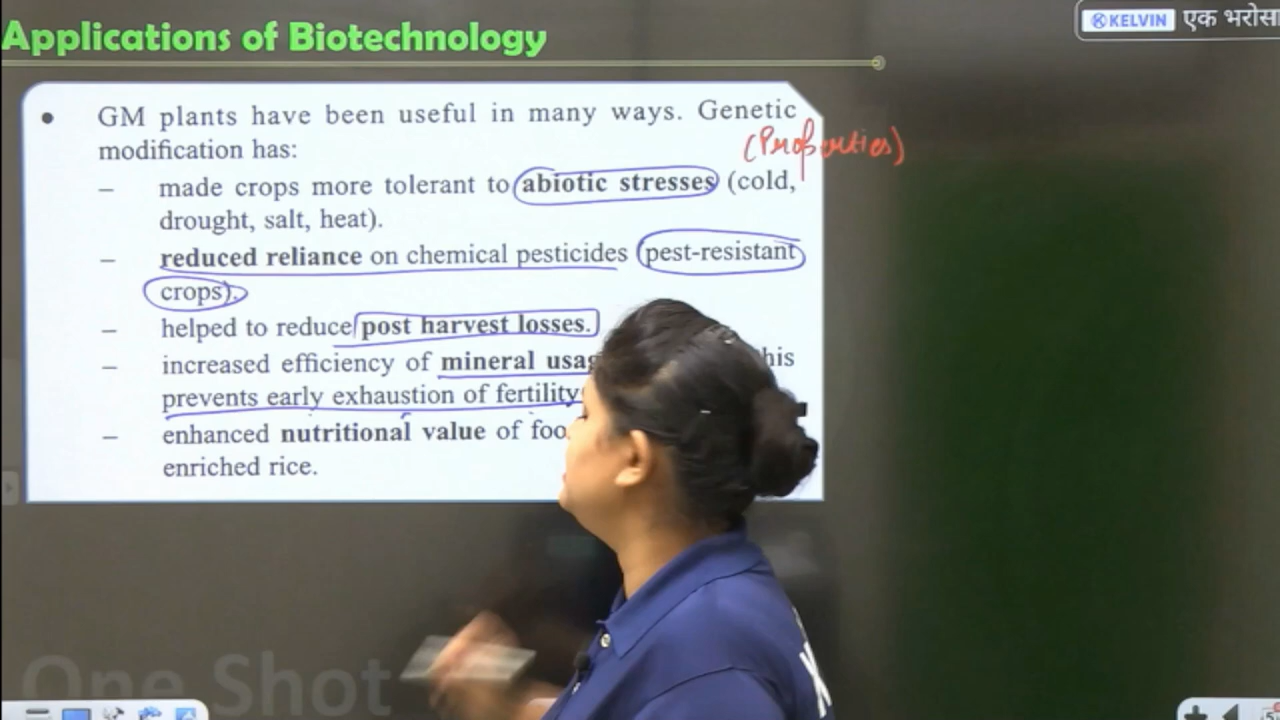 Applications of Biotechnology
KELVIN एक भरोसा
• GM plants have been useful in many ways. Genetic
modification has:
(Properties)
– made crops more tolerant to abiotic stresses (cold,
drought, salt, heat).
– reduced reliance on chemical pesticides (pest-resistant
crops).
– helped to reduce post harvest losses.
– increased efficiency of mineral
prevents early exhaustion of fertility
– enhanced nutritional value of
enriched rice.
One Shot